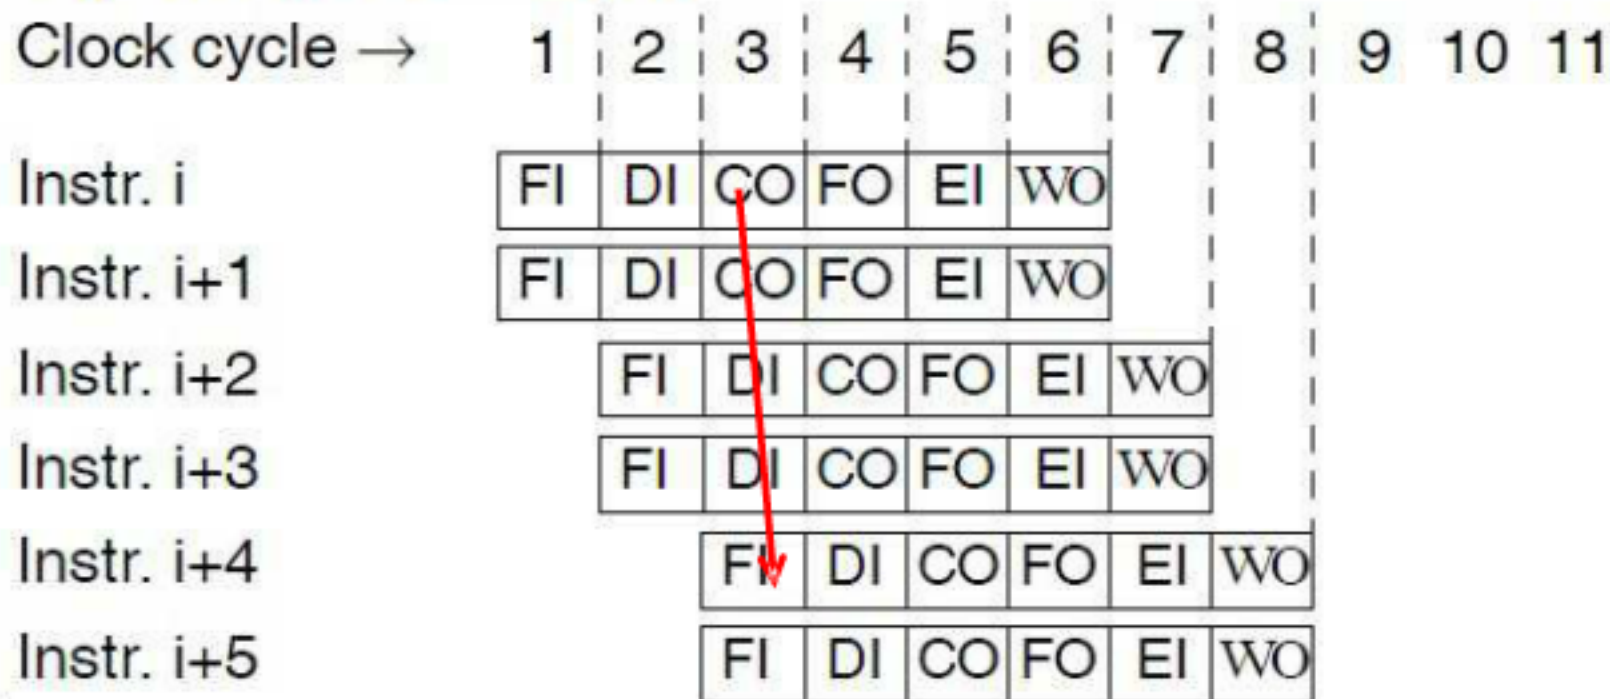 Clock cycle → 1 2 3 4 5 6 7 8 9 10 11
Instr. i FI DI CO FO EI WO
Instr. i+1 FI DI CO FO EI WO
Instr. i+2 FI DI CO FO EI WO
Instr. i+3 FI DI CO FO EI WO
Instr. i+4 FI DI CO FO EI WO
Instr. i+5 FI DI CO FO EI WO